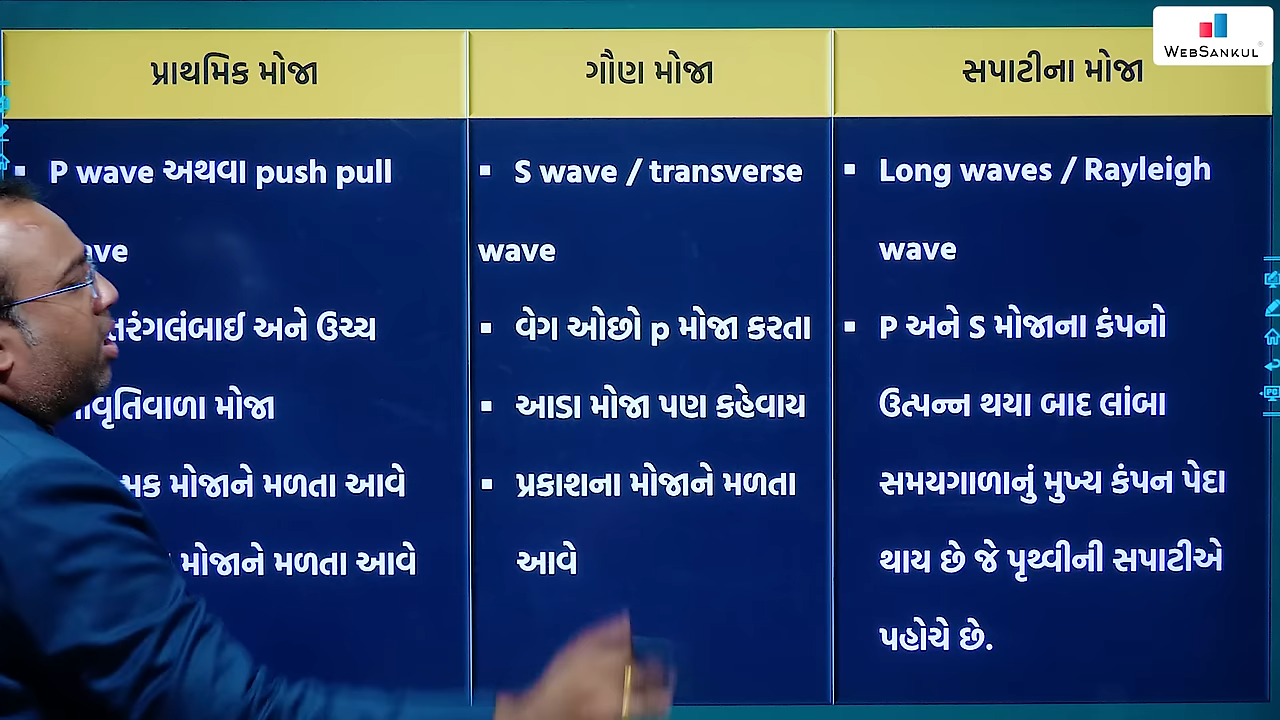 WEBSANKUL
પ્રાથમિક મોજા
P wave અથવા push pull
તરંગલંબાઈ અને ઉચ્ચ
મોજા
મોજાને મળતા આવે
મોજાને મળતા આવે
ગૌણ મોજા
S wave / transverse
wave
વેગ ઓછો p મોજા કરતા
આડા મોજા પણ કહેવાય
પ્રકાશના મોજાને મળતા
આવે
સપાટીના મોજા
Long waves / Rayleigh
wave
P અને S મોજાના કંપનો
ઉત્પન્ન થયા બાદ લાંબા
સમયગાળાનું મુખ્ય કંપન પેદા
થાય છે જે પૃથ્વીની સપાટીએ
પહોચે છે.